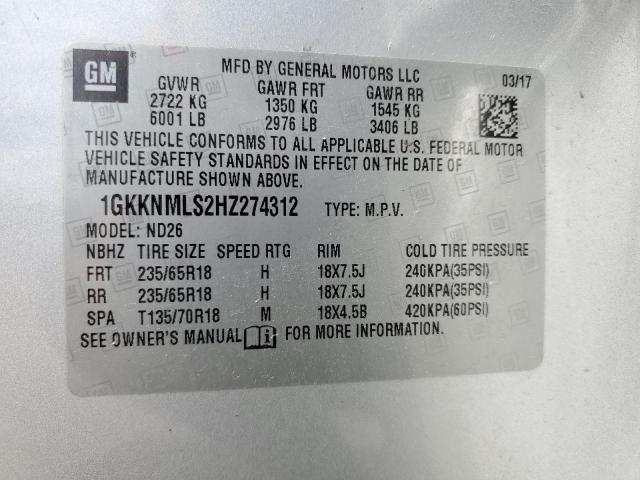 GM
MFD BY GENERAL MOTORS LLC
03/17
GVWR GAWR FRT GAWR RR
2722 KG 1350 KG 1545 KG
6001 LB 2976 LB 3406 LB
THIS VEHICLE CONFORMS TO ALL APPLICABLE U.S. FEDERAL MOTOR
VEHICLE SAFETY STANDARDS IN EFFECT ON THE DATE OF
MANUFACTURE SHOWN ABOVE.
1GKKNMLS2HZ274312 TYPE: M.P.V.
MODEL: ND26
NBHZ TIRE SIZE SPEED RTG RIM COLD TIRE PRESSURE
FRT 235/65R18 H 18X7.5J 240KPA(35PSI)
RR 235/65R18 H 18X7.5J 240KPA(35PSI)
SPA T135/70R18 M 18X4.5B 420KPA(60PSI)
SEE OWNER'S MANUAL FOR MORE INFORMATION.